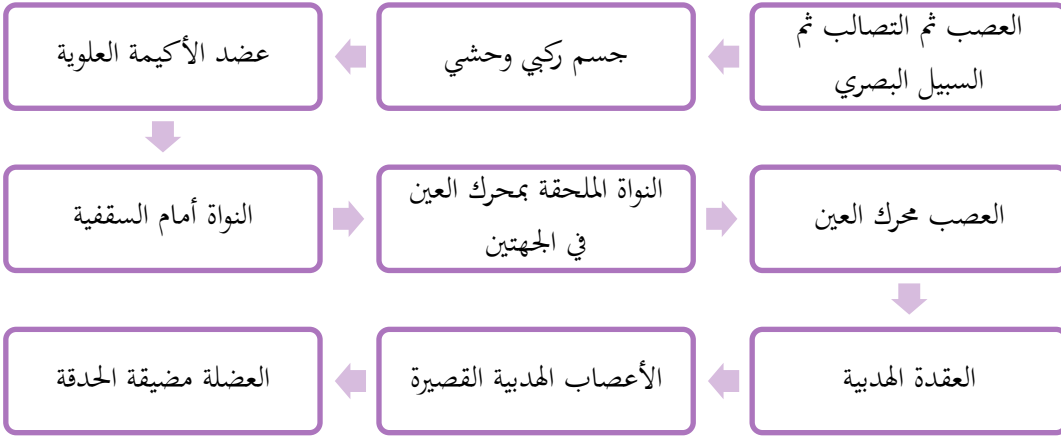 العصب ثم التصالب ثم
السبيل البصري
جسم ركبي وحشي
عضد الأكيمة العلوية
النواة أمام السقفية
النواة الملحقة بمحرك العين
في الجهتين
العصب محرك العين
العقدة الهدبية
الأعصاب الهدبية القصيرة
العضلة مضيقة الحدقة